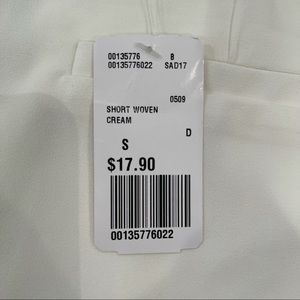 00135776 8
00135776022 SAD17
0509
SHORT WOVEN
CREAM
D
S
$17.90
00135776022